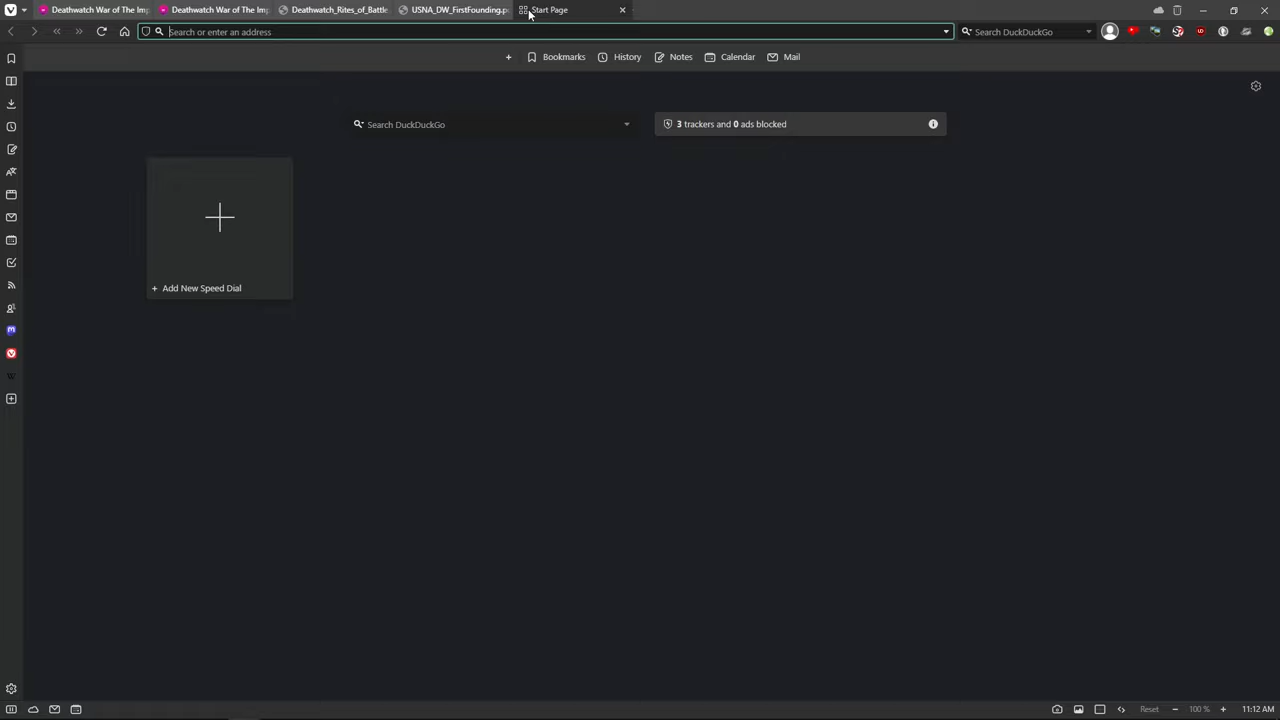 Deathwatch War of The Im
Deathwatch War of The Im
Deathwatch_Rites_of_Battle
USNA_DW_FirstFounding.p
Start Page
Search or enter an address
Search DuckDuckGo
Bookmarks
History
Notes
Calendar
Mail
Search DuckDuckGo
3 trackers and 0 ads blocked
+ Add New Speed Dial
Reset
100 %
11:12 AM